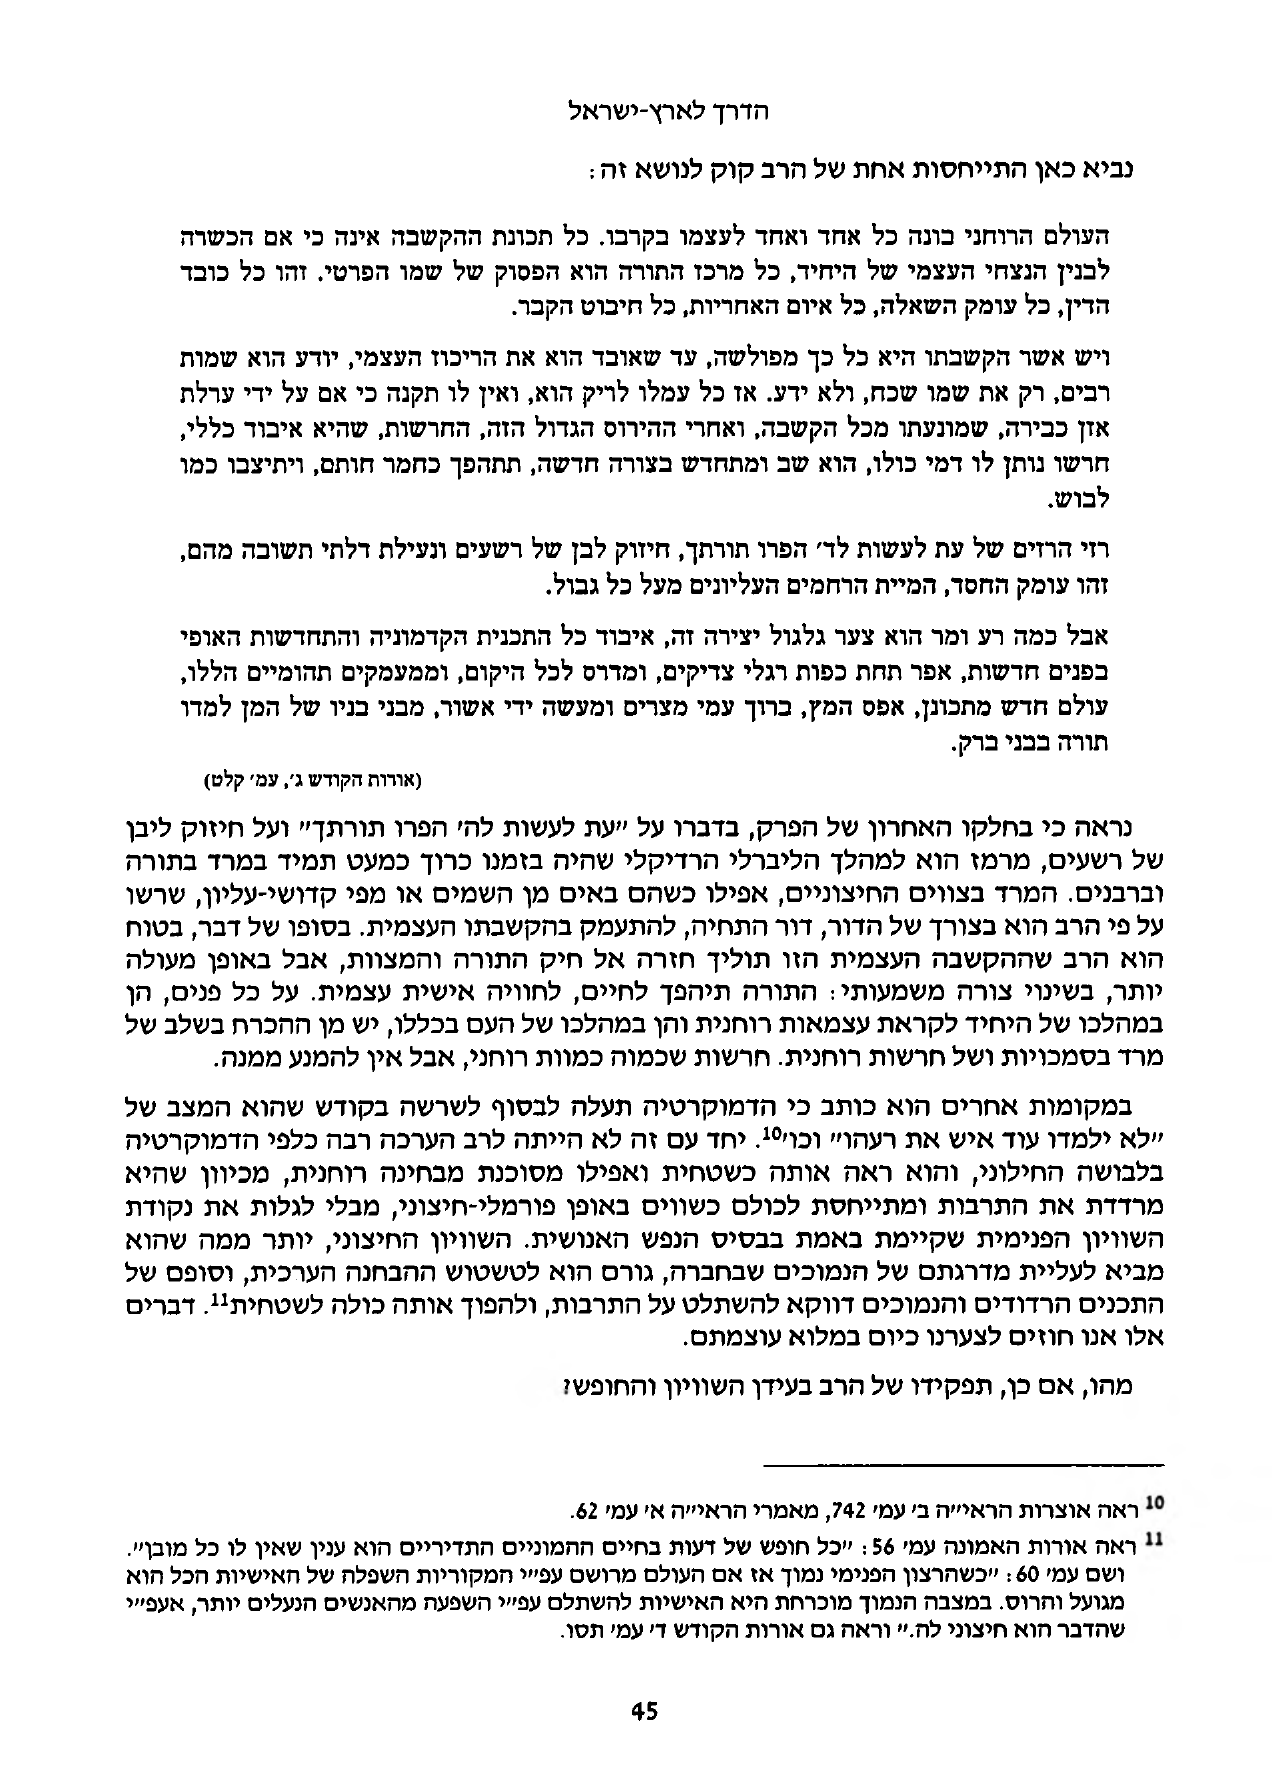 הדרך לארץ-ישראל
נביא כאן התייחסות אחת של הרב קוק לנושא זה:
העולם הרוחני בונה כל אחד ואחד לעצמו בקרבו. כל תכונת ההקשבה אינה כי אם הכשרה
לבנין הנצחי העצמי של היחיד, כל מרכז התורה הוא הפסוק של שמו הפרטי. זהו כל כובד
הדין, כל עומק השאלה, כל איום האחריות, כל חיבוט הקבר.
ויש אשר הקשבתו היא כל כך מפולשה, עד שאובד הוא את הריכוז העצמי, יודע הוא שמות
רבים, רק את שמו שכח, ולא ידע. אז כל עמלו לריק הוא, ואין לו תקנה כי אם על ידי ערלת
אזן כבירה, שמונעתו מכל הקשבה, ואחרי ההירוס הגדול הזה, החרשות, שהיא איבוד כללי,
חרשו נותן לו דמי כולו, הוא שב ומתחדש בצורה חדשה, תתהפך כחמר חותם, ויתיצבו כמו
לבוש.
רזי הרזים של עת לעשות לד׳ הפרו תורתך, חיזוק לבן של רשעים ונעילת דלתי תשובה מהם,
זהו עומק החסד, המיית הרחמים העליונים מעל כל גבול.
אבל כמה רע ומר הוא צער גלגול יצירה זה, איבוד כל התכנית הקדמוניה והתחדשות האופי
בפנים חדשות, אפר תחת כפות רגלי צדיקים, ומדרס לכל היקום, וממעמקים תהומיים הללו,
עולם חדש מתכונן, אפס המץ, ברוך עמי מצרים ומעשה ידי אשור, מבני בניו של המן למדו
תורה בבני ברק.
(אורות הקודש ג׳, עמ׳ קלט)
נראה כי בחלקו האחרון של הפרק, בדברו על ״עת לעשות לה׳ הפרו תורתך״ ועל חיזוק ליבן
של רשעים, מרמז הוא למהלך הליברלי הרדיקלי שהיה בזמנו כרוך כמעט תמיד במרד בתורה
וברבנים. המרד בצווים החיצוניים, אפילו כשהם באים מן השמים או מפי קדושי-עליון, שרשו
על פי הרב הוא בצורך של הדור, דור התחיה, להתעמק בהקשבתו העצמית. בסופו של דבר, בטוח
הוא הרב שההקשבה העצמית הזו תוליך חזרה אל חיק התורה והמצוות, אבל באופן מעולה
יותר, בשינוי צורה משמעותי: התורה תיהפך לחיים, לחוויה אישית עצמית. על כל פנים, הן
במהלכו של היחיד לקראת עצמאות רוחנית והן במהלכו של העם בכללו, יש מן ההכרח בשלב של
מרד בסמכויות ושל חרשות רוחנית. חרשות שכמוה כמוות רוחני, אבל אין להמנע ממנה.
במקומות אחרים הוא כותב כי הדמוקרטיה תעלה לבסוף לשרשה בקודש שהוא המצב של
״לא ילמדו עוד איש את רעהו״ וכו׳10. יחד עם זה לא הייתה לרב הערכה רבה כלפי הדמוקרטיה
בלבושה החילוני, והוא ראה אותה כשטחית ואפילו מסוכנת מבחינה רוחנית, מכיוון שהיא
מרדדת את התרבות ומתייחסת לכולם כשווים באופן פורמלי-חיצוני, מבלי לגלות את נקודת
השוויון הפנימית שקיימת באמת בבסיס הנפש האנושית. השוויון החיצוני, יותר ממה שהוא
מביא לעליית מדרגתם של הנמוכים שבחברה, גורם הוא לטשטוש ההבחנה הערכית, וסופם של
התכנים הרדודים והנמוכים דווקא להשתלט על התרבות, ולהפוך אותה כולה לשטחית11. דברים
אלו אנו חוזים לצערנו כיום במלוא עוצמתם.
מהו, אם כן, תפקידו של הרב בעידן השוויון והחופש?
10 ראה אוצרות הראי״ה ב׳ עמ׳ 742, מאמרי הראי״ה א׳ עמ׳ 62.
11 ראה אורות האמונה עמ׳ 56: ״כל חופש של דעות בחיים ההמוניים התדיריים הוא ענין שאין לו כל מובן״.
ושם עמ׳ 60: ״כשהרצון הפנימי נמוך אז אם העולם מרושם עפ״י המקוריות השפלה של האישיות הכל הוא
מגועל והרוס. במצבה הנמוך מוכרחת היא האישיות להשתלם עפ״י השפעה מהאנשים הנעלים יותר, אעפ״י
שהדבר הוא חיצוני לה.״ וראה גם אורות הקודש ד׳ עמ׳ תסו.
45